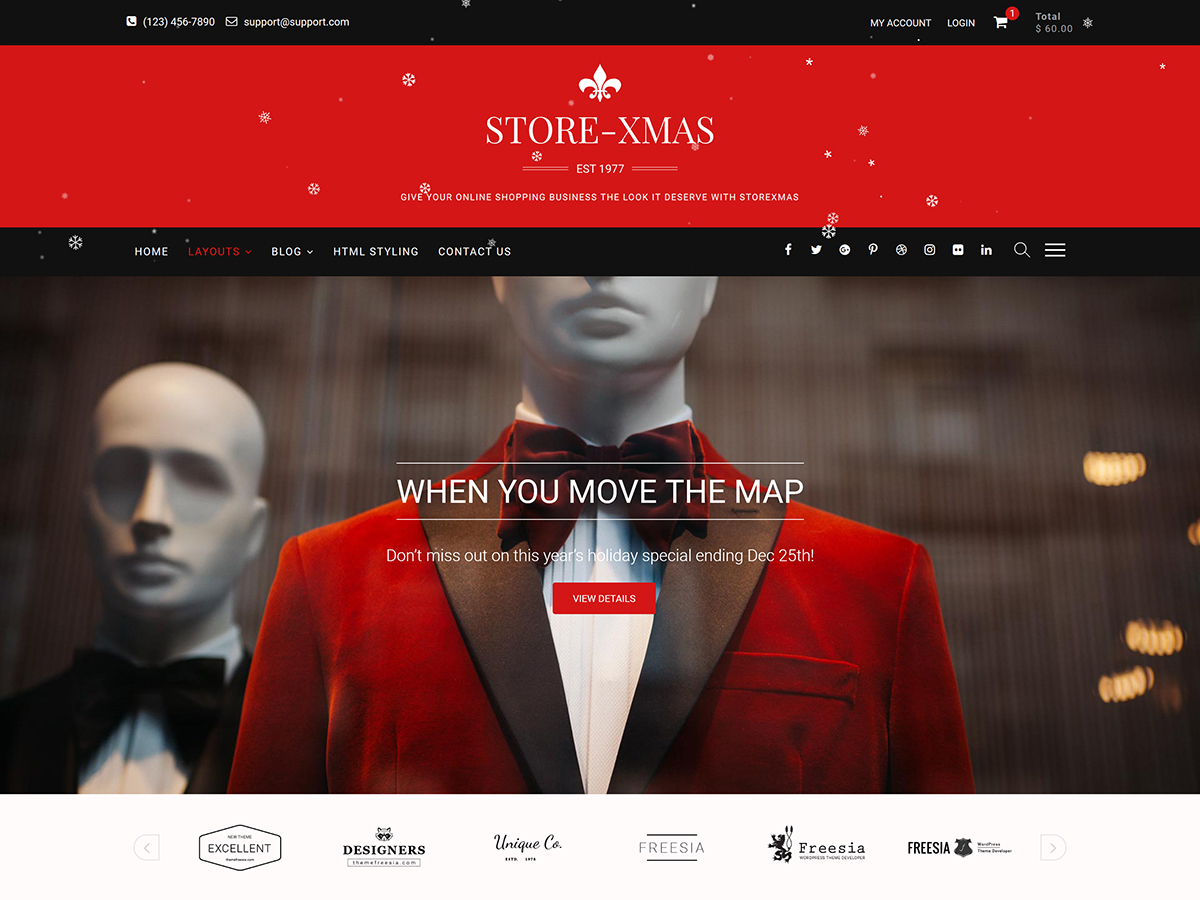 (123) 456-7890 support@support.com
MY ACCOUNT LOGIN 1 Total
$ 60.00
STORE-XMAS
EST 1977
GIVE YOUR ONLINE SHOPPING BUSINESS THE LOOK IT DESERVE WITH STOREXMAS
HOME LAYOUTS BLOG HTML STYLING CONTACT US
WHEN YOU MOVE THE MAP
Don't miss out on this year's holiday special ending Dec 25th!
VIEW DETAILS
NEW THEME
EXCELLENT
themefreesia.com
DESIGNERS
themefreesia.com
Unique Co.
ESTD. 1978
FREESIA
Freesia
WORDPRESS THEME DEVELOPER
FREESIA
WordPress
Theme Developer